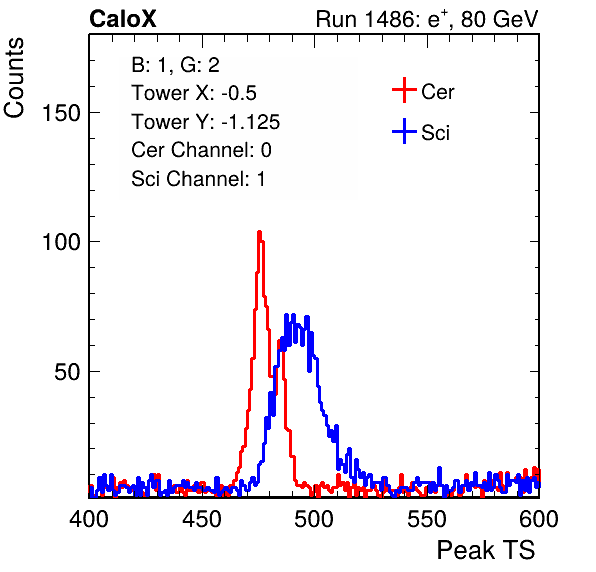 CaloX Run 1486: e⁺, 80 GeV
Counts
B: 1, G: 2
Tower X: -0.5
Tower Y: -1.125
Cer Channel: 0
Sci Channel: 1
Cer
Sci
150
100
50
400 450 500 550 600
Peak TS